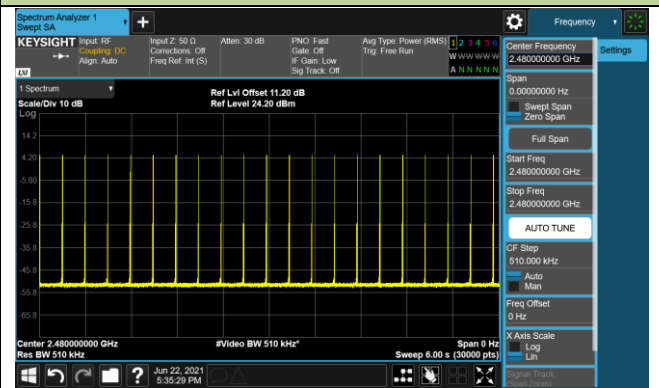 Spectrum Analyzer 1
Swept SA
+
Frequency
KEYSIGHT
Input: RF
Coupling: DC
Align: Auto
Input Z: 50 Ω
Corrections: Off
Freq Ref: Int (S)
Atten: 30 dB
PNO: Fast
Gate: Off
IF Gain: Low
Sig Track: Off
Avg Type: Power (RMS)
Trig: Free Run
1 2 3 4 5 6
W W W W W W
A N N N N N
LXI
Center Frequency
2.480000000 GHz
Settings
Span
0.00000000 Hz
Swept Span
Zero Span
Full Span
Start Freq
2.480000000 GHz
Stop Freq
2.480000000 GHz
AUTO TUNE
CF Step
510.000 kHz
Auto
Man
Freq Offset
0 Hz
X Axis Scale
Log
Lin
Signal Track
(Span Zoom)
1 Spectrum
Scale/Div 10 dB
Log
Ref Lvl Offset 11.20 dB
Ref Level 24.20 dBm
14.2
4.20
-5.80
-15.8
-25.8
-35.8
-45.8
-55.8
-65.8
Center 2.480000000 GHz
Res BW 510 kHz
#Video BW 510 kHz*
Span 0 Hz
Sweep 6.00 s (30000 pts)
?
Jun 22, 2021
5:35:29 PM